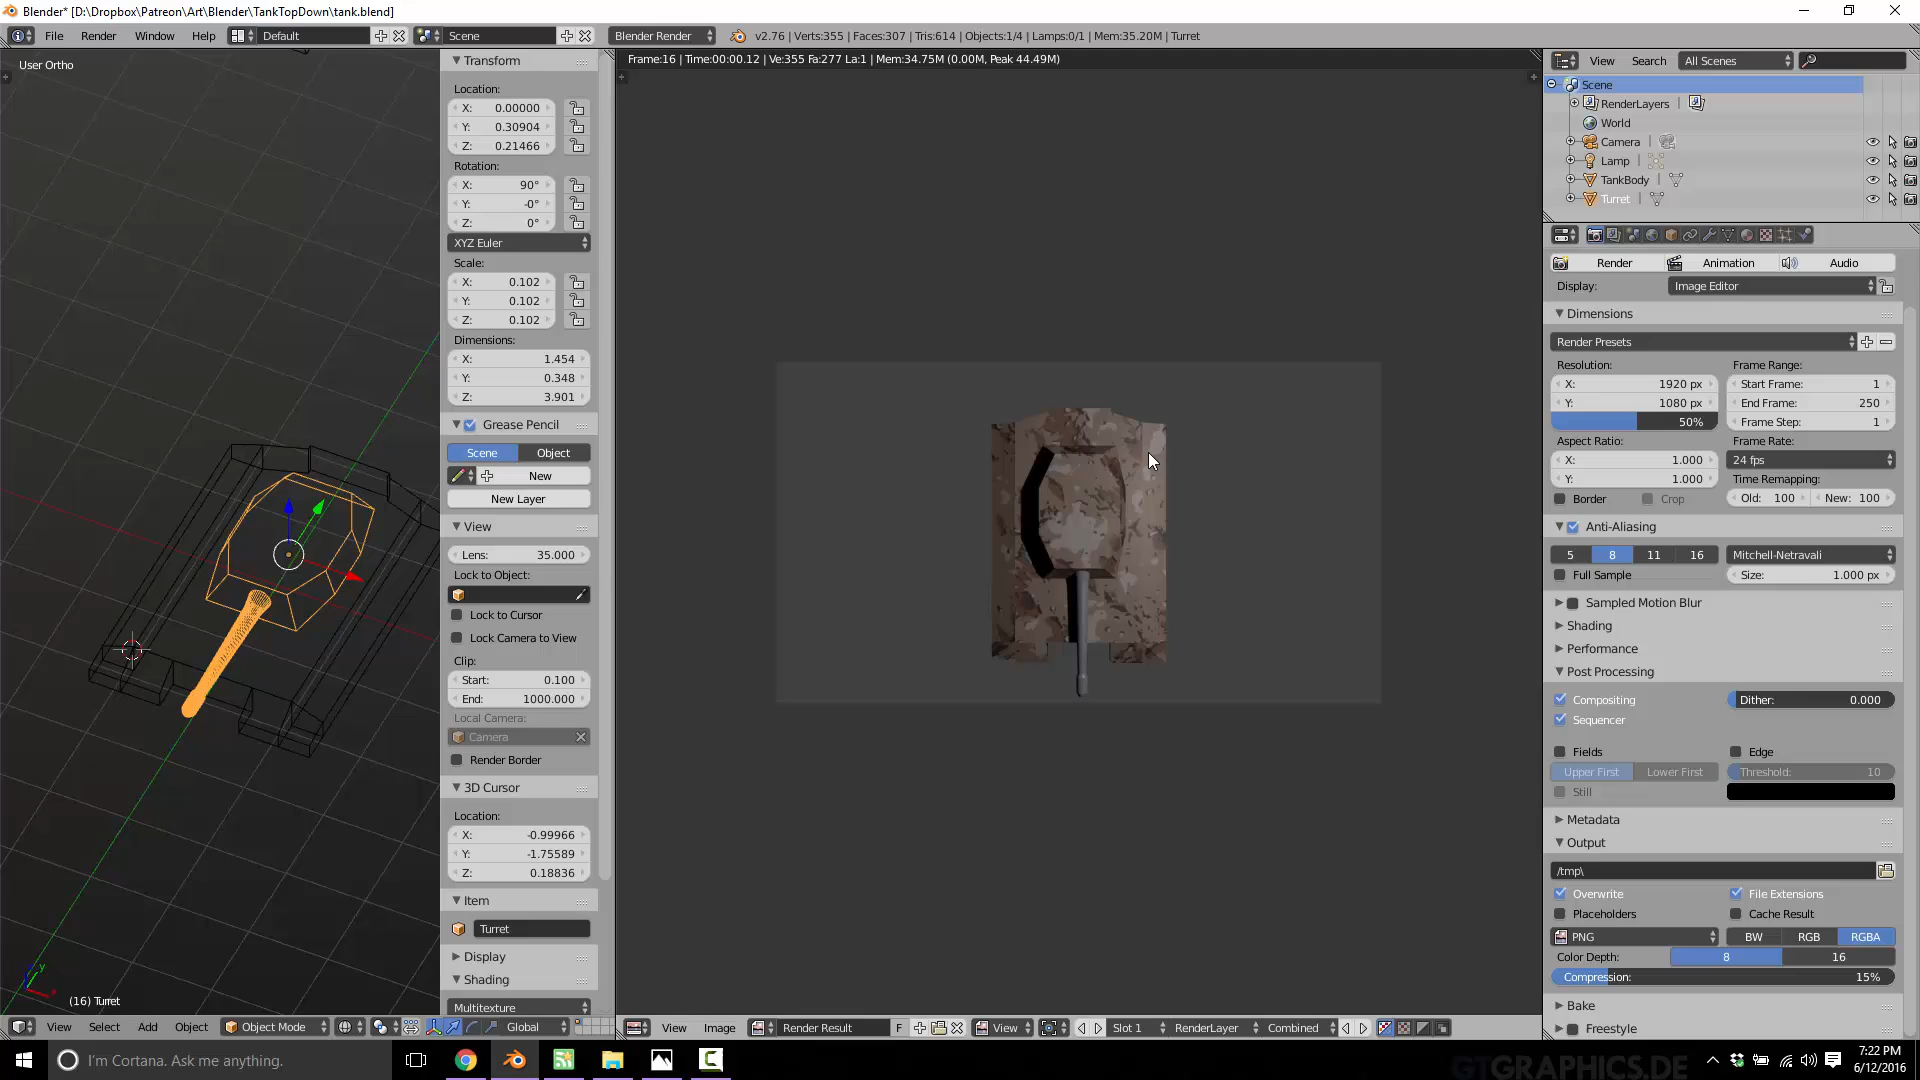 Blender* [D:\Dropbox\Patreon\Art\Blender\TankTopDown\tank.blend]
File Render Window Help Default Scene Blender Render v2.76 | Verts:355 | Faces:307 | Tris:614 | Objects:1/4 | Lamps:0/1 | Mem:35.20M | Turret
User Ortho
Transform
Location:
X: 0.00000
Y: 0.30904
Z: 0.21466
Rotation:
X: 90°
Y: -0°
Z: 0°
XYZ Euler
Scale:
X: 0.102
Y: 0.102
Z: 0.102
Dimensions:
X: 1.454
Y: 0.348
Z: 3.901
Grease Pencil
Scene Object
New
New Layer
View
Lens: 35.000
Lock to Object:
Lock to Cursor
Lock Camera to View
Clip:
Start: 0.100
End: 1000.000
Local Camera:
Camera
Render Border
3D Cursor
Location:
X: -0.99966
Y: -1.75589
Z: 0.18836
Item
Turret
Display
Shading
Multitexture
(16) Turret
View Select Add Object Object Mode Global
Frame:16 | Time:00:00.12 | Ve:355 Fa:277 La:1 | Mem:34.75M (0.00M, Peak 44.49M)
View Image Render Result F View Slot 1 RenderLayer Combined
View Search All Scenes
Scene
RenderLayers
World
Camera
Lamp
TankBody
Turret
Render Animation Audio
Display: Image Editor
Dimensions
Render Presets
Resolution: Frame Range:
X: 1920 px Start Frame: 1
Y: 1080 px End Frame: 250
50% Frame Step: 1
Aspect Ratio: Frame Rate:
X: 1.000 24 fps
Y: 1.000 Time Remapping:
Border Crop Old: 100 New: 100
Anti-Aliasing
5 8 11 16 Mitchell-Netravali
Full Sample Size: 1.000 px
Sampled Motion Blur
Shading
Performance
Post Processing
Compositing Dither: 0.000
Sequencer
Fields Edge
Upper First Lower First Threshold: 10
Still
Metadata
Output
/tmp\
Overwrite File Extensions
Placeholders Cache Result
PNG BW RGB RGBA
Color Depth: 8 16
Compression: 15%
Bake
Freestyle
I'm Cortana. Ask me anything.
GTGRAPHICS.DE
7:22 PM
6/12/2016